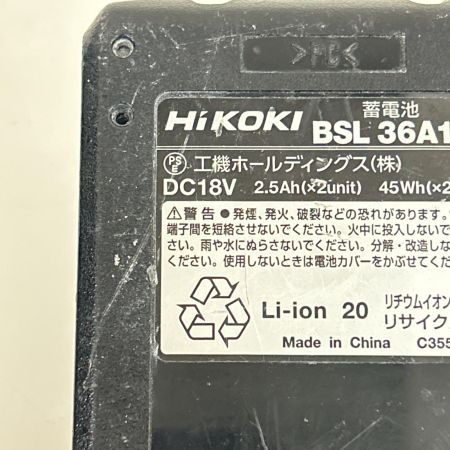 >PC<
蓄電池
HiKOKI BSL 36A1
PS E 工機ホールディングス(株)
DC18V 2.5Ah(×2unit) 45Wh(×2
⚠警告 ●発煙、発火、破裂などの恐れがあります。
端子間を短絡させないでください。火中に投入しないで
さい。雨や水にぬらさないでください。分解・改造しな
ください。使用しないときは電池カバーをかぶせてくだ
Li-ion 20 リチウムイオン
リサイク
Made in China C355